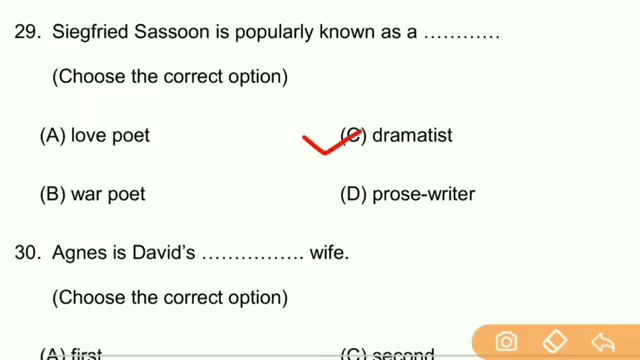 29. Siegfried Sassoon is popularly known as a …………
(Choose the correct option)
(A) love poet (C) dramatist
(B) war poet (D) prose-writer
30. Agnes is David's ……………. wife.
(Choose the correct option)
(A) first (C) second